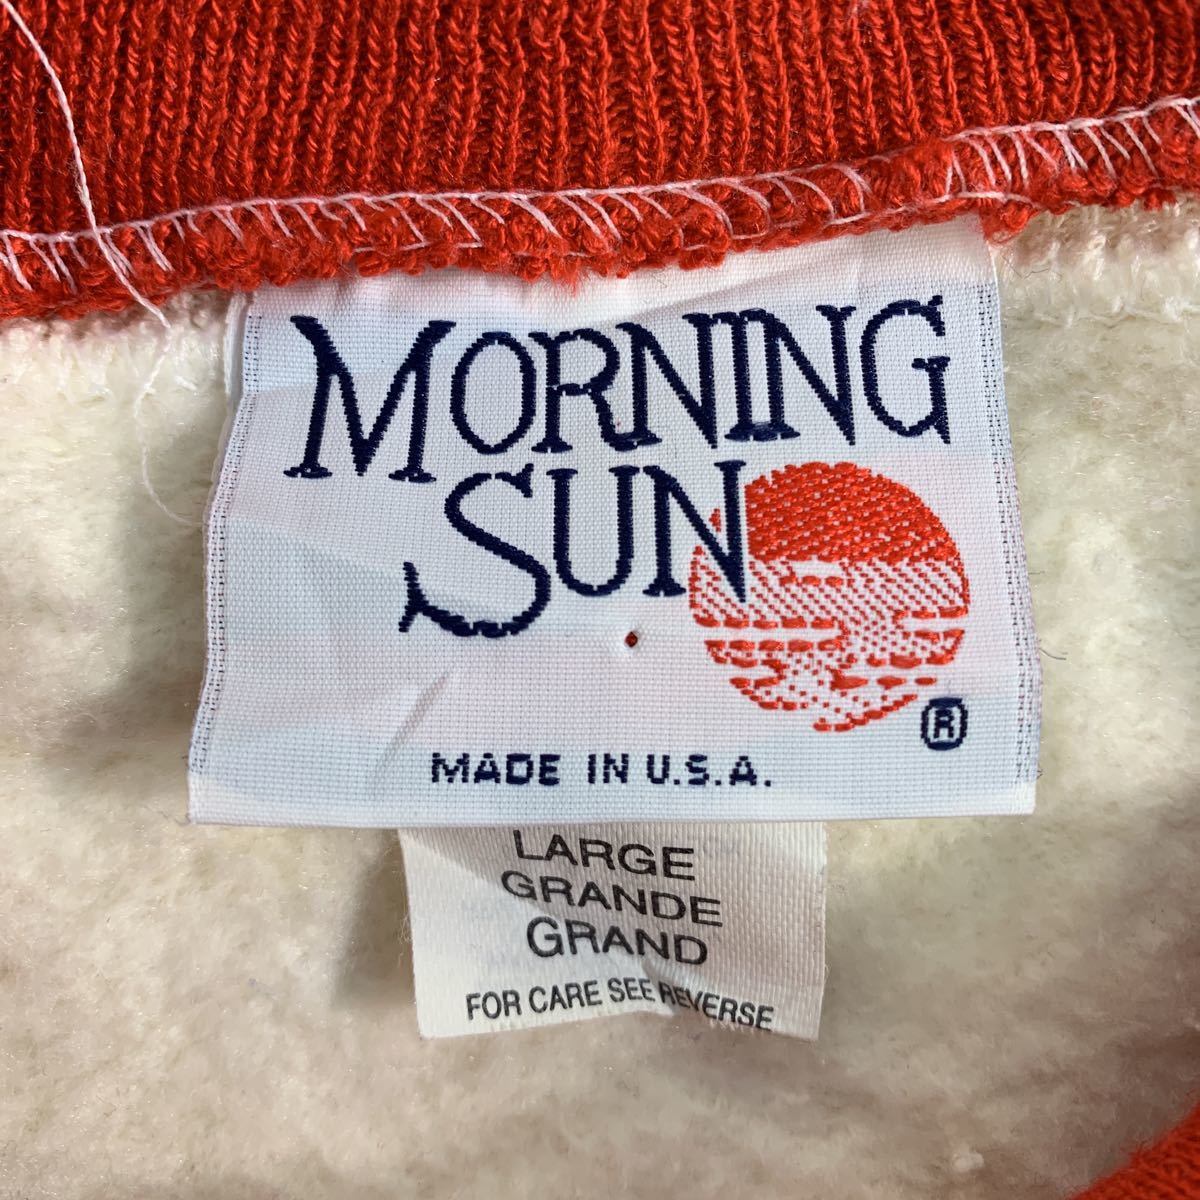 MORNING
SUN
®
MADE IN U.S.A.
LARGE
GRANDE
GRAND
FOR CARE SEE REVERSE